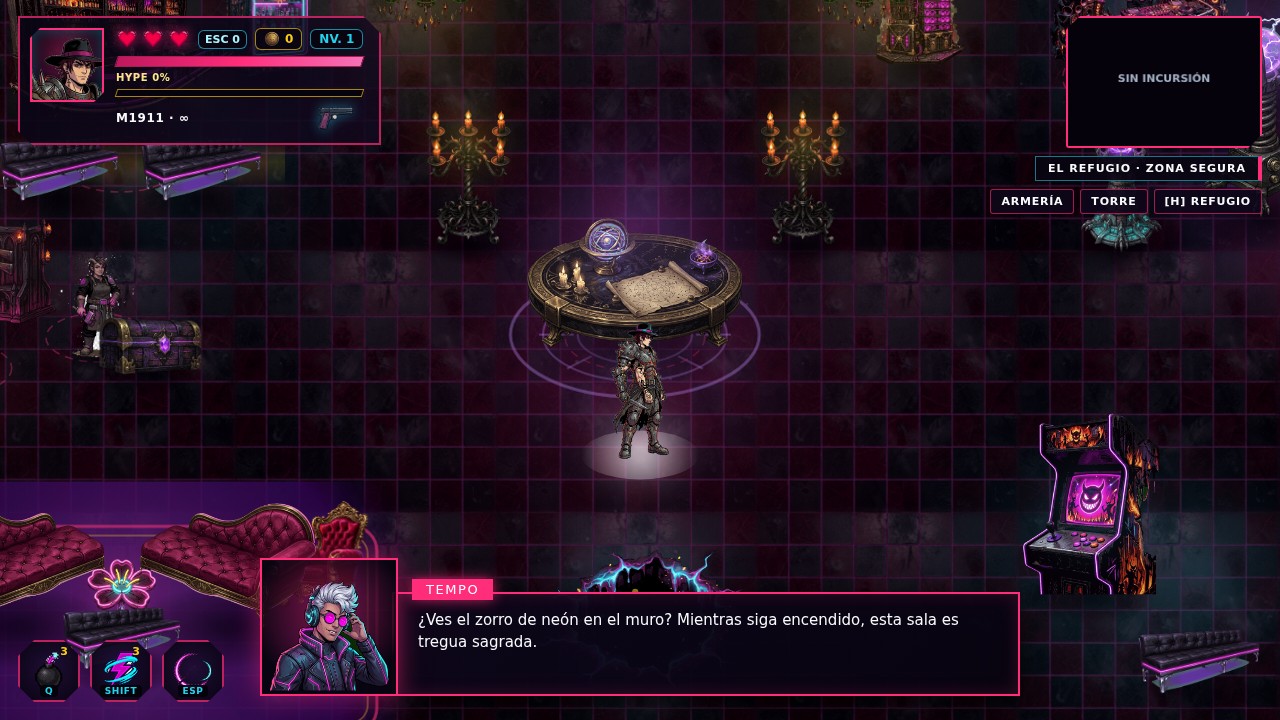 ESC 0
0
NV. 1
HYPE 0%
M1911 · ∞
SIN INCURSIÓN
EL REFUGIO · ZONA SEGURA
ARMERÍA
TORRE
[H] REFUGIO
TEMPO
¿Ves el zorro de neón en el muro? Mientras siga encendido, esta sala es
tregua sagrada.
3
Q
3
SHIFT
ESP